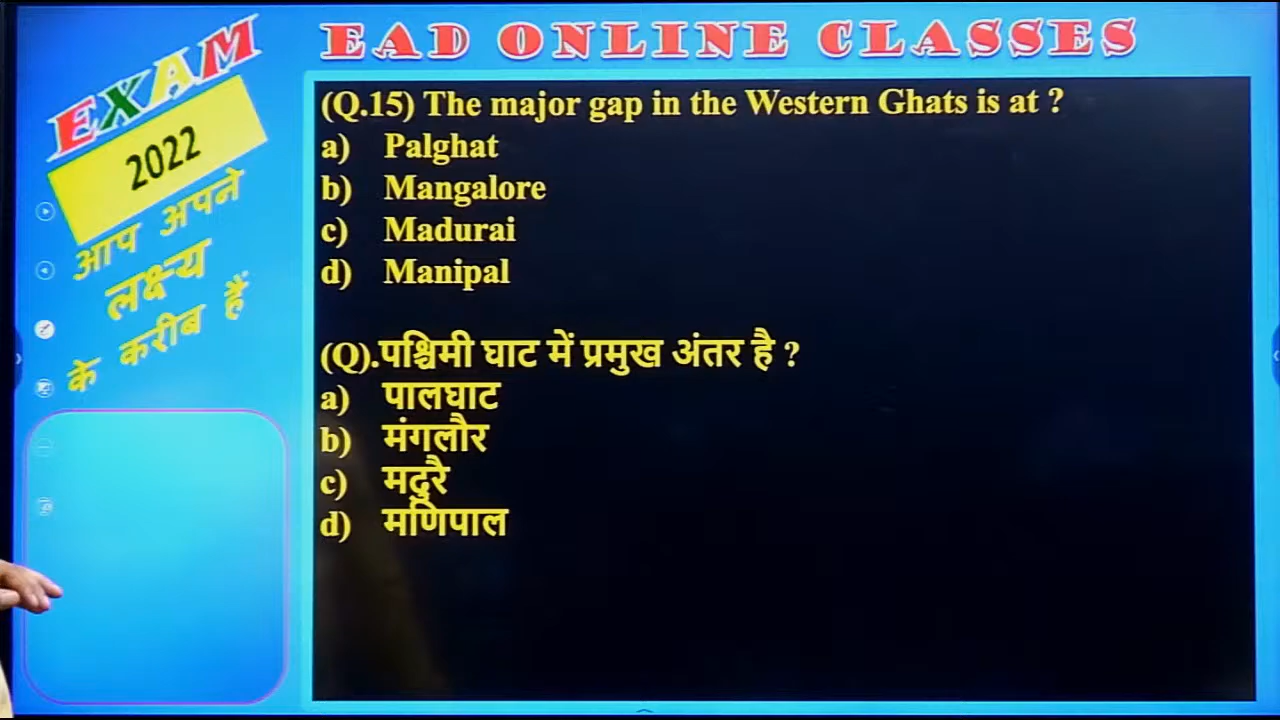 EAD ONLINE CLASSES
EXAM
2022
आप अपने
लक्ष्य
के करीब हैं
(Q.15) The major gap in the Western Ghats is at ?
a) Palghat
b) Mangalore
c) Madurai
d) Manipal
(Q).पश्चिमी घाट में प्रमुख अंतर है ?
a) पालघाट
b) मंगलौर
c) मदुरै
d) मणिपाल